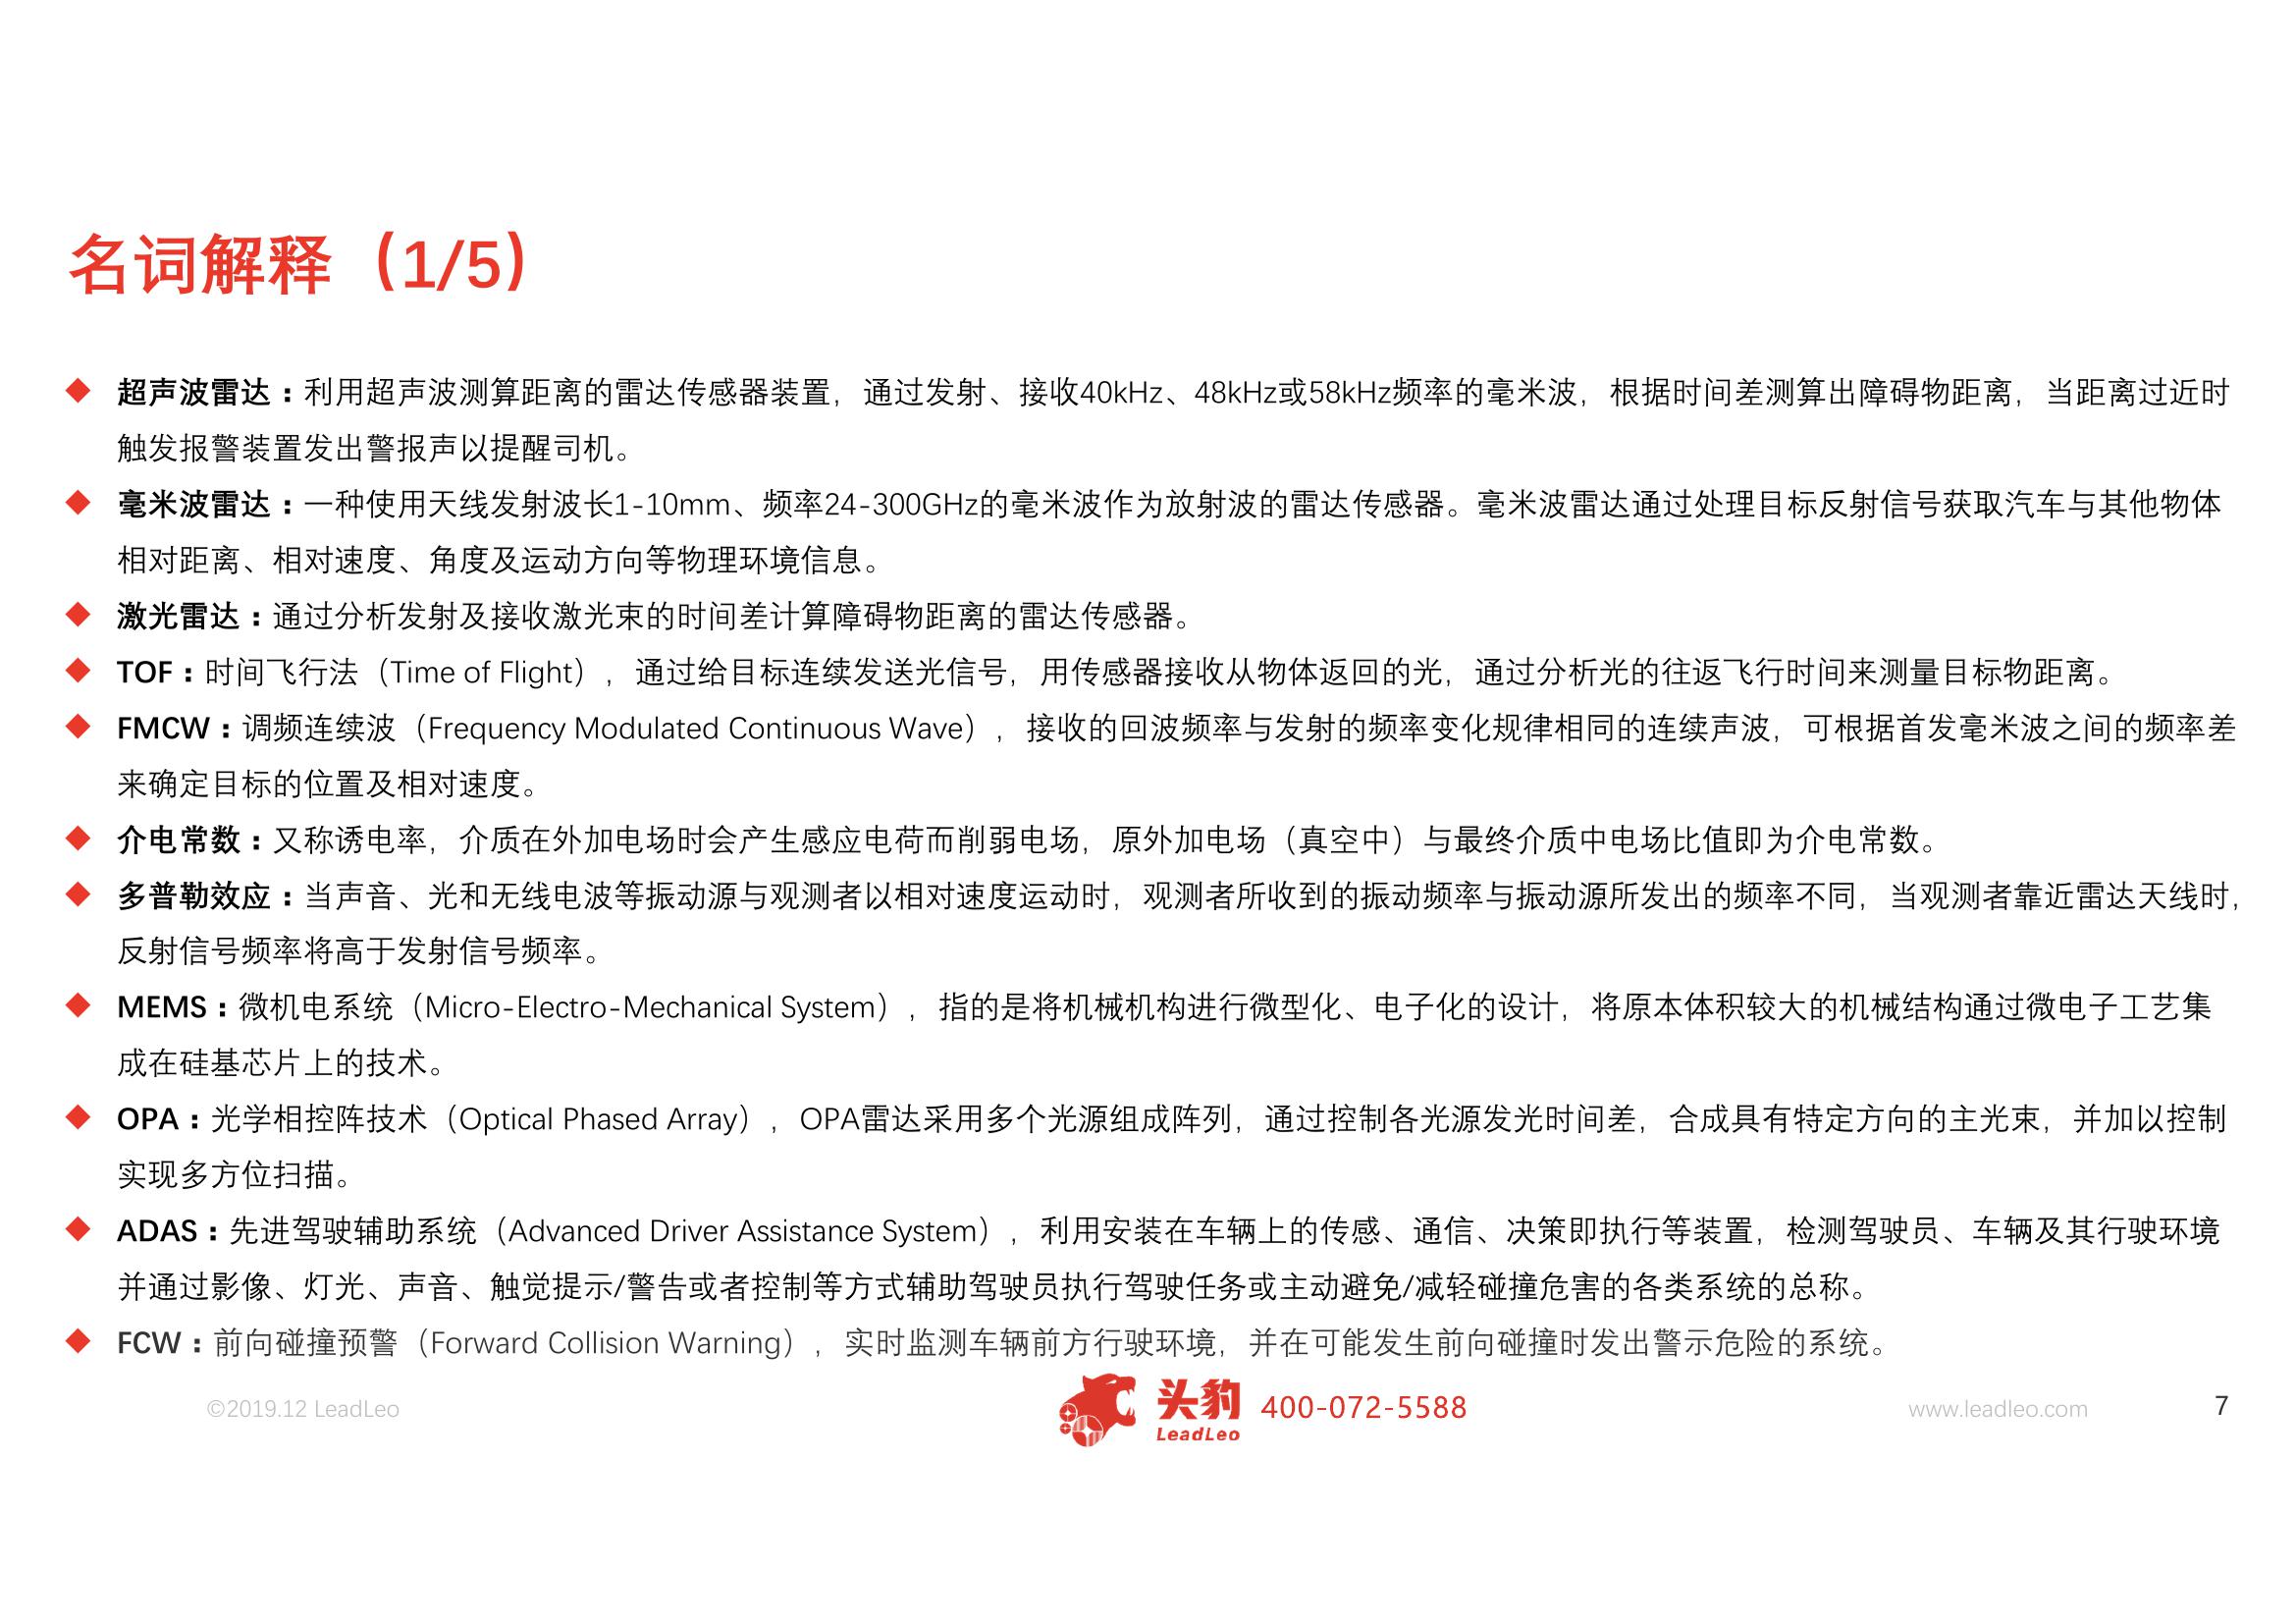 名词解释（1/5）
超声波雷达：利用超声波测算距离的雷达传感器装置，通过发射、接收40kHz、48kHz或58kHz频率的毫米波，根据时间差测算出障碍物距离，当距离过近时
触发报警装置发出警报声以提醒司机。
毫米波雷达：一种使用天线发射波长1-10mm、频率24-300GHz的毫米波作为放射波的雷达传感器。毫米波雷达通过处理目标反射信号获取汽车与其他物体
相对距离、相对速度、角度及运动方向等物理环境信息。
激光雷达：通过分析发射及接收激光束的时间差计算障碍物距离的雷达传感器。
TOF：时间飞行法（Time of Flight），通过给目标连续发送光信号，用传感器接收从物体返回的光，通过分析光的往返飞行时间来测量目标物距离。
FMCW：调频连续波（Frequency Modulated Continuous Wave），接收的回波频率与发射的频率变化规律相同的连续声波，可根据首发毫米波之间的频率差
来确定目标的位置及相对速度。
介电常数：又称诱电率，介质在外加电场时会产生感应电荷而削弱电场，原外加电场（真空中）与最终介质中电场比值即为介电常数。
多普勒效应：当声音、光和无线电波等振动源与观测者以相对速度运动时，观测者所收到的振动频率与振动源所发出的频率不同，当观测者靠近雷达天线时，
反射信号频率将高于发射信号频率。
MEMS：微机电系统（Micro-Electro-Mechanical System），指的是将机械机构进行微型化、电子化的设计，将原本体积较大的机械结构通过微电子工艺集
成在硅基芯片上的技术。
OPA：光学相控阵技术（Optical Phased Array），OPA雷达采用多个光源组成阵列，通过控制各光源发光时间差，合成具有特定方向的主光束，并加以控制
实现多方位扫描。
ADAS：先进驾驶辅助系统（Advanced Driver Assistance System），利用安装在车辆上的传感、通信、决策即执行等装置，检测驾驶员、车辆及其行驶环境
并通过影像、灯光、声音、触觉提示/警告或者控制等方式辅助驾驶员执行驾驶任务或主动避免/减轻碰撞危害的各类系统的总称。
FCW：前向碰撞预警（Forward Collision Warning），实时监测车辆前方行驶环境，并在可能发生前向碰撞时发出警示危险的系统。
©2019.12 LeadLeo
头豹
LeadLeo
400-072-5588
www.leadleo.com
7